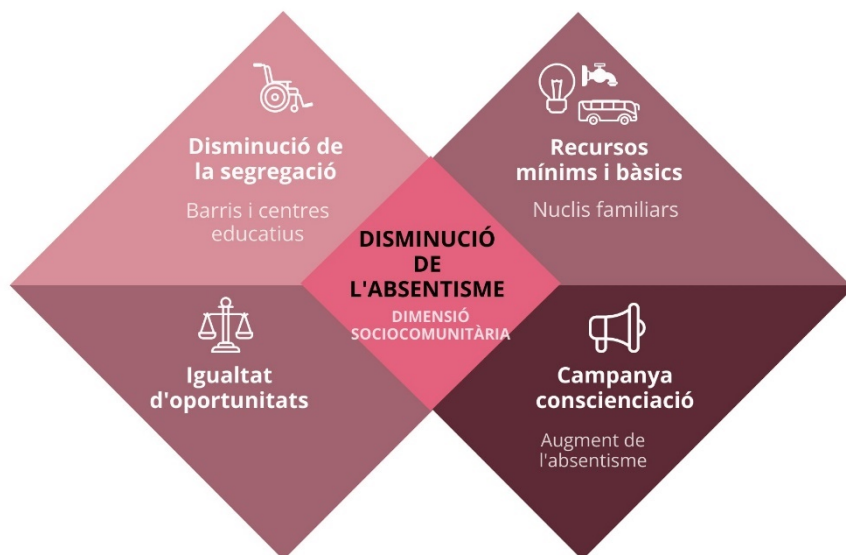 Disminució de
la segregació
Barris i centres
educatius
Recursos
mínims i bàsics
Nuclis familiars
DISMINUCIÓ
DE
L'ABSENTISME
DIMENSIÓ
SOCIOCOMUNITÀRIA
Igualtat
d'oportunitats
Campanya
conscienciació
Augment de
l'absentisme